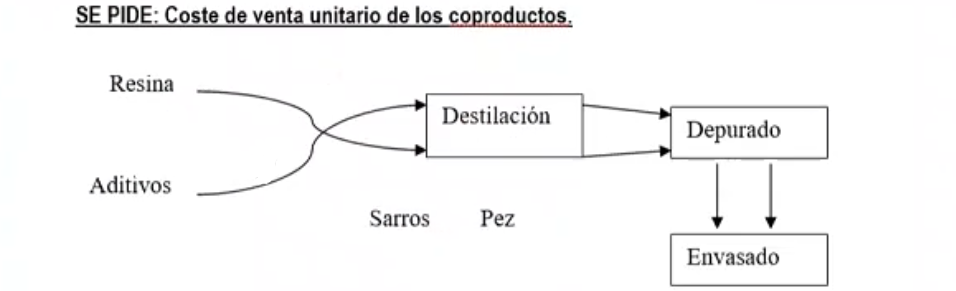 SE PIDE: Coste de venta unitario de los coproductos.
Resina
Destilación
Depurado
Aditivos
Sarros Pez
Envasado